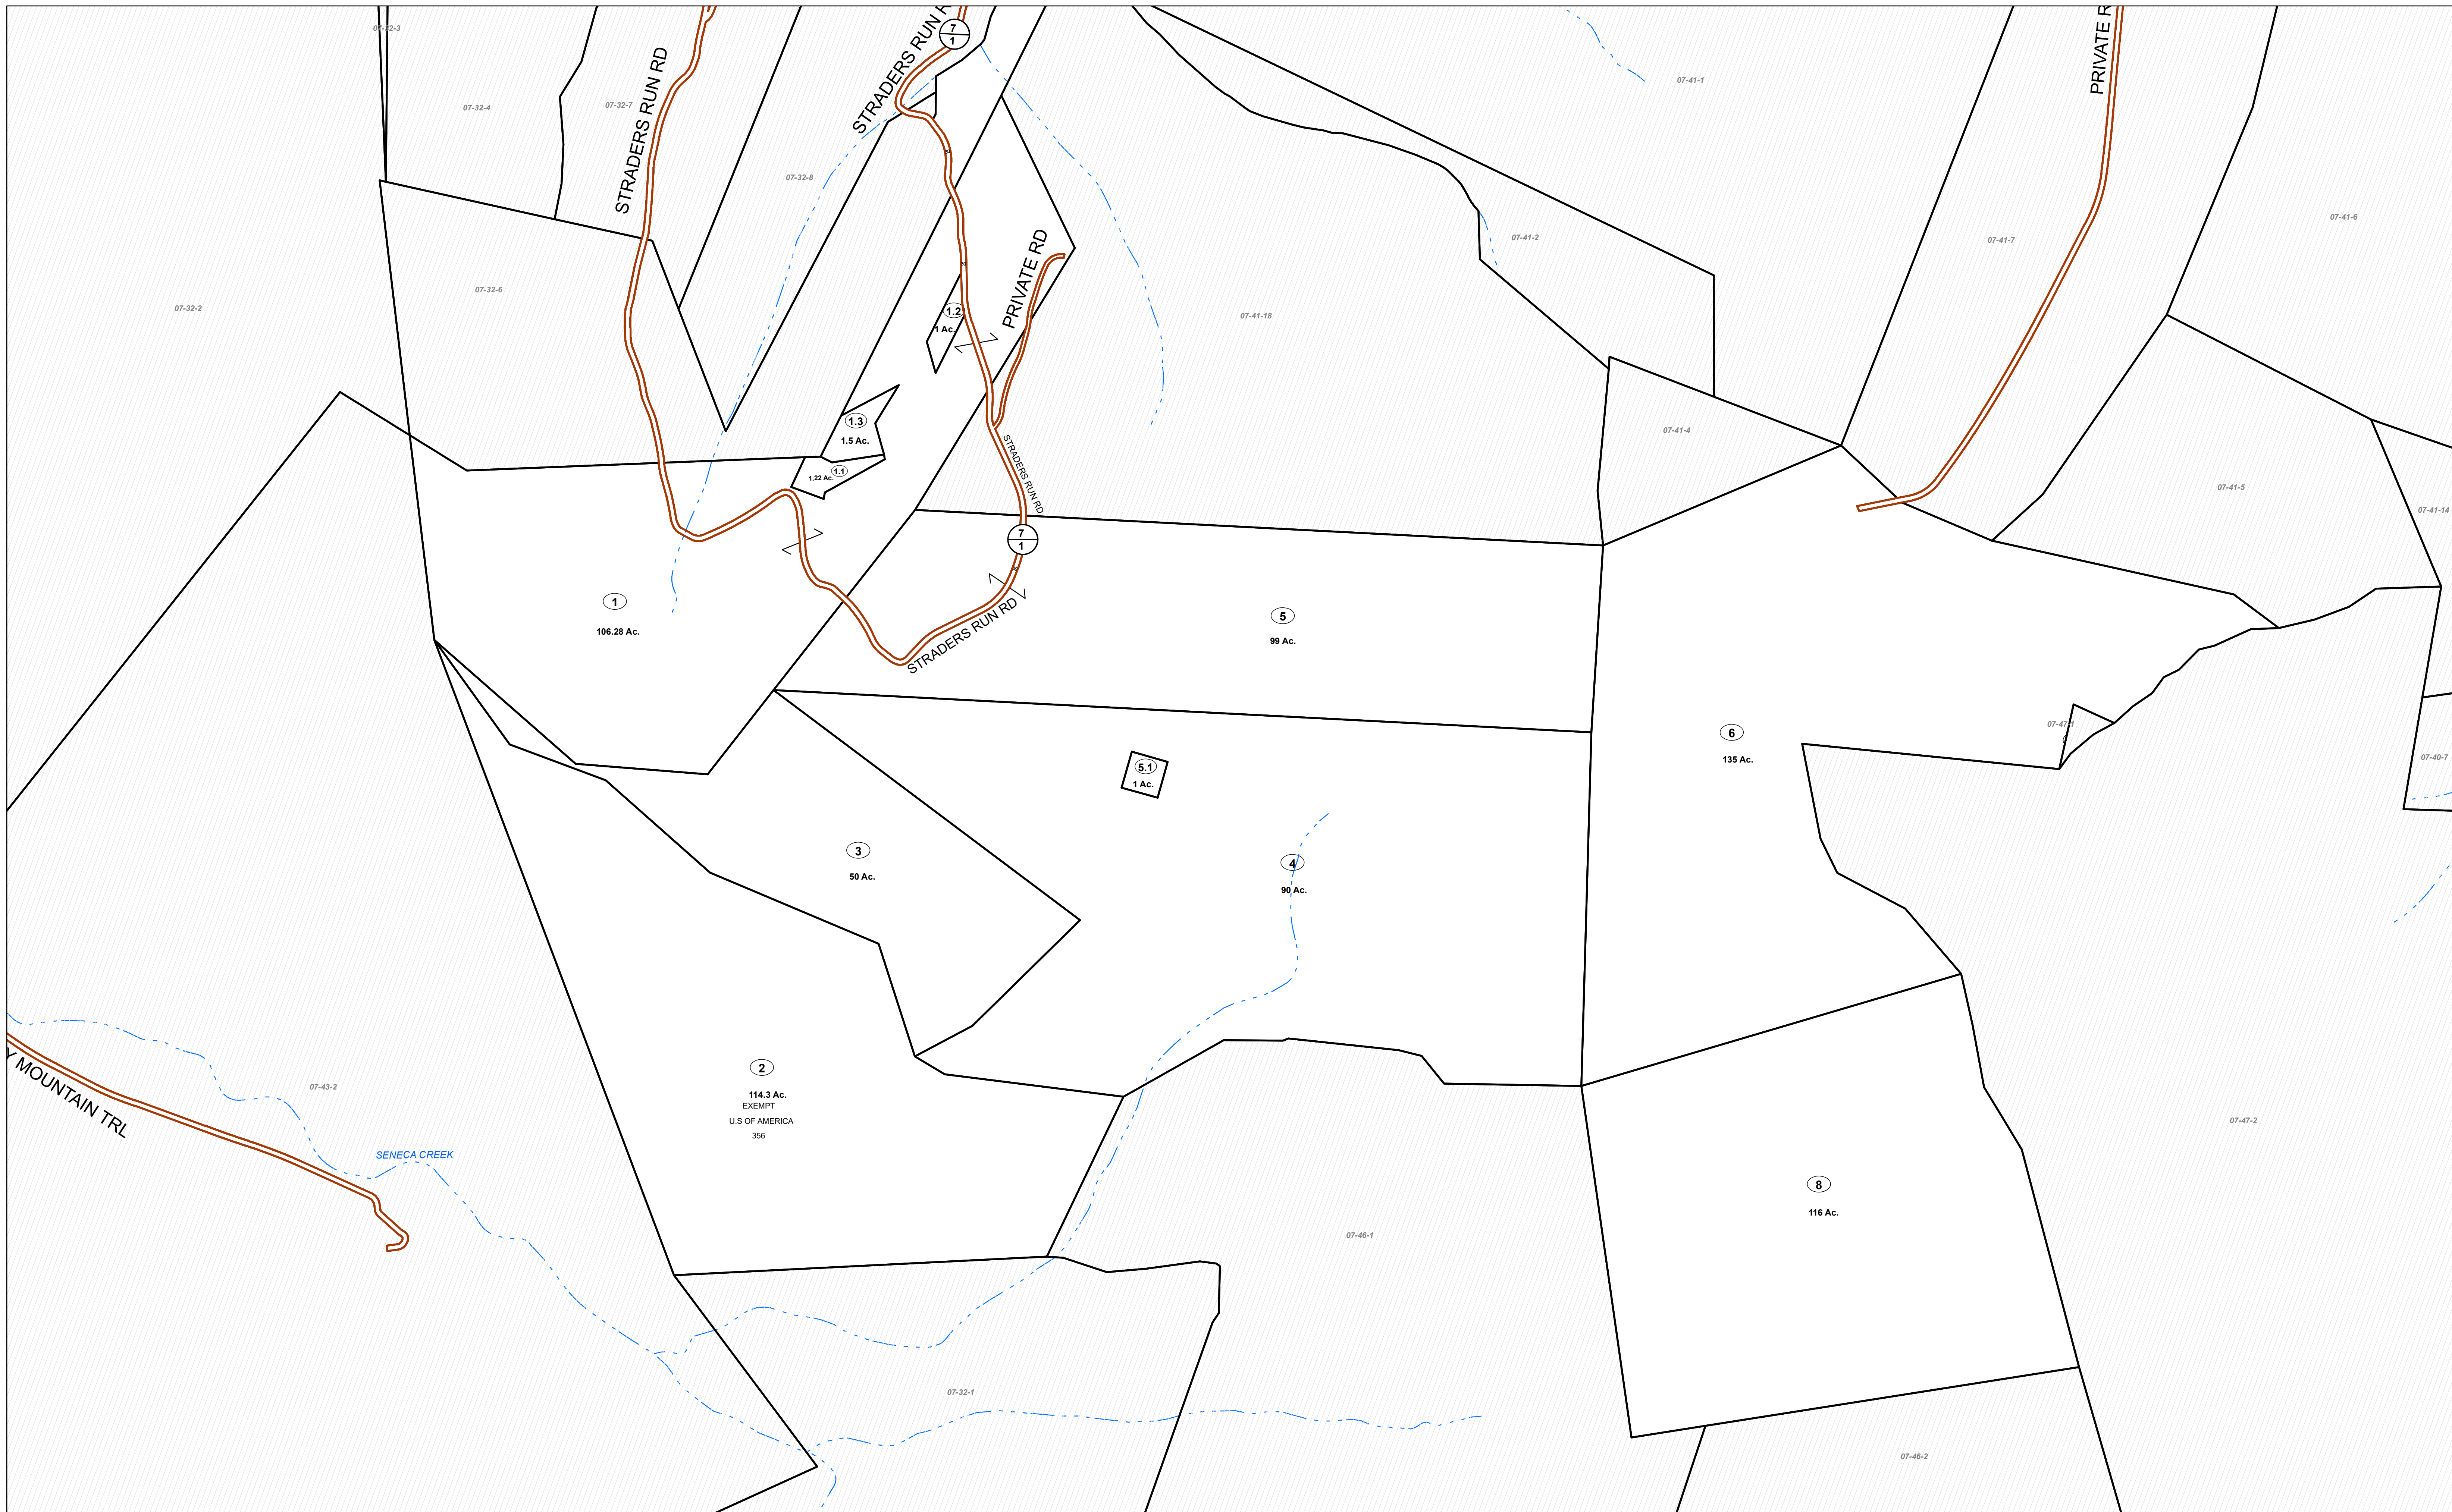 07-32-3
STRADERS RUN R
7
1
PRIVATE R
07-41-1
07-32-4
07-32-7
STRADERS RUN RD
07-32-8
07-41-6
07-41-2
07-41-7
07-32-6
07-32-2
PRIVATE RD
1.2
1 Ac.
07-41-18
1.3
1.5 Ac.
07-41-4
1.1
1.22 Ac.
STRADERS RUN RD
07-41-5
07-41-14
7
1
1
106.28 Ac.
5
99 Ac.
STRADERS RUN RD
07-47-1
6
135 Ac.
07-40-7
5.1
1 Ac.
3
50 Ac.
4
90 Ac.
2
114.3 Ac.
EXEMPT
U.S OF AMERICA
356
07-43-2
Y MOUNTAIN TRL
07-47-2
SENECA CREEK
8
116 Ac.
07-46-1
07-32-1
07-46-2